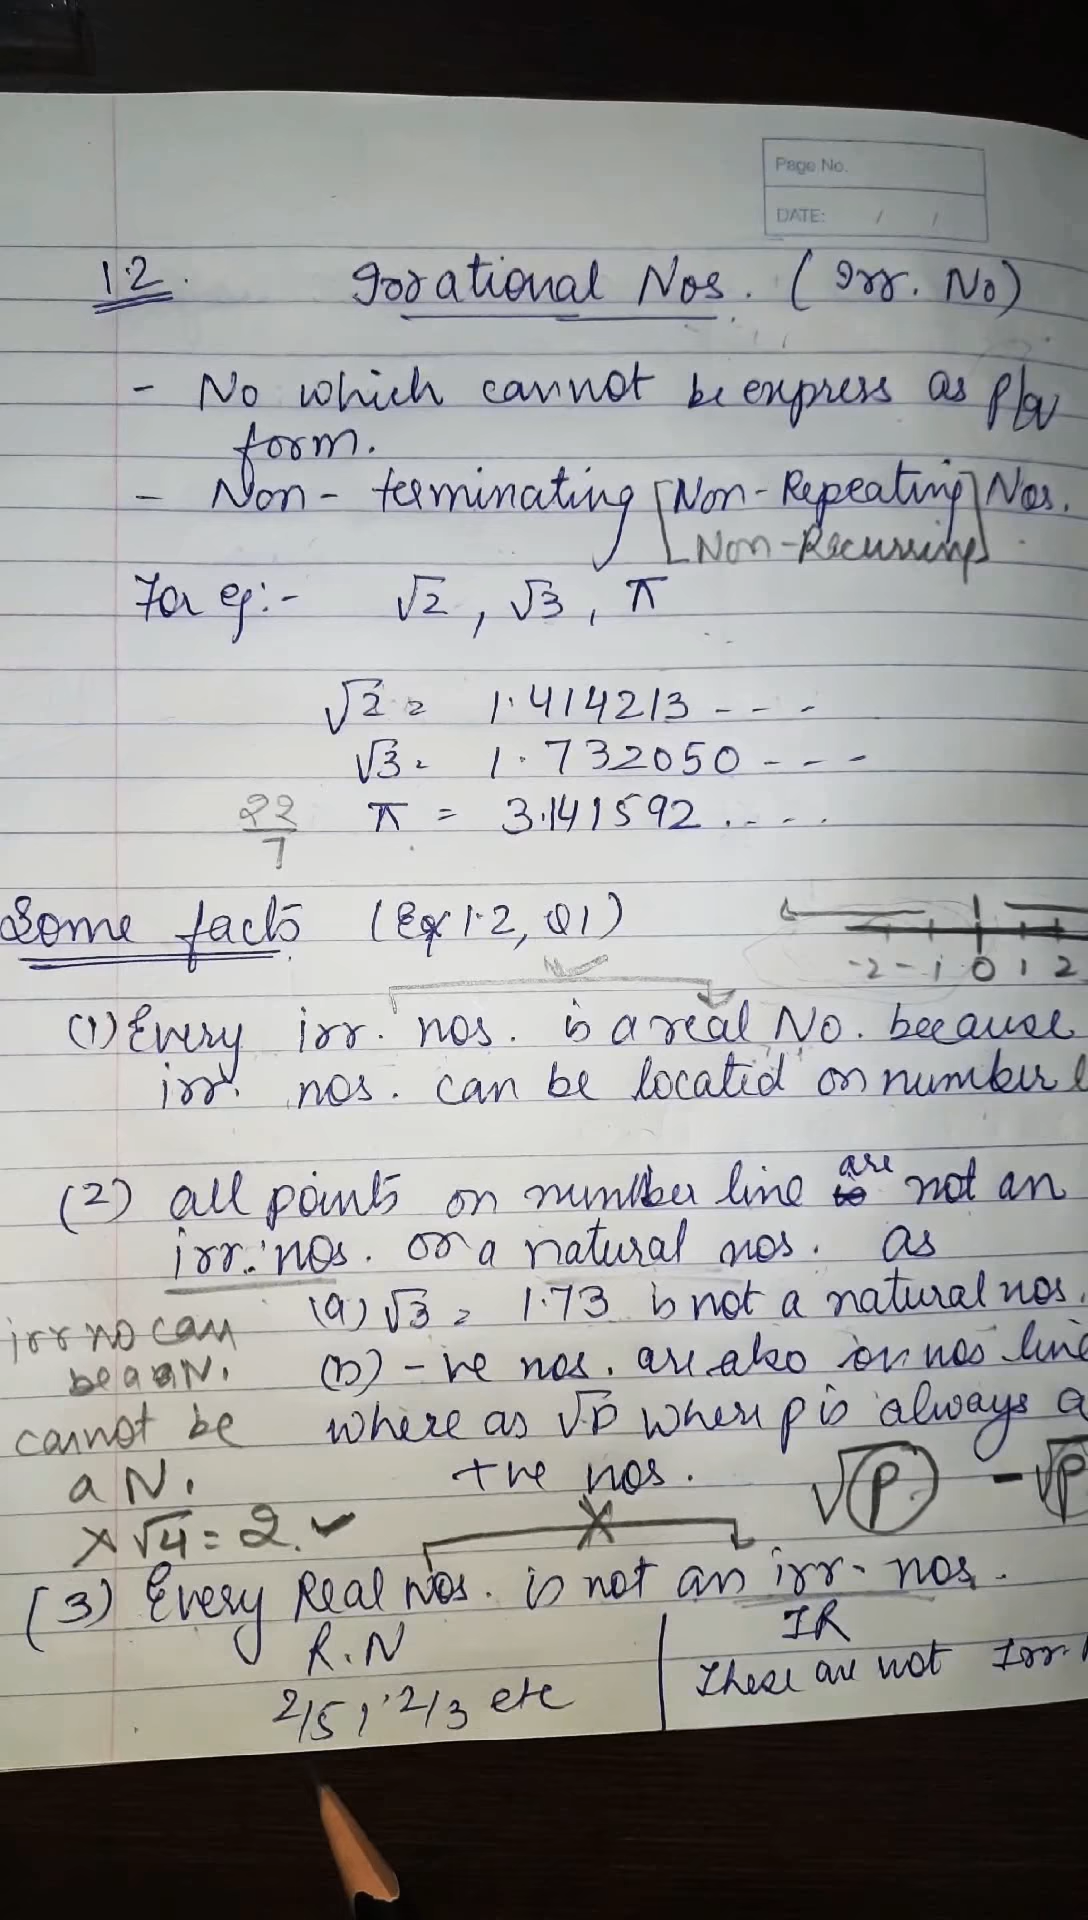 Page No.
DATE: / /
1.2. Irrational Nos. (Irr. No)
- No which cannot be express as p/q
form.
- Non-terminating [Non-Repeating] Nos.
[Non-Recurring]
For eg:- √2, √3, π
√2 = 1.414213 - - -
√3 = 1.732050 - - -
22/7 π = 3.141592 . - - .
Some facts (Ex 1.2, Q1)
-2 -1 0 1 2
(1) Every irr. nos. is a real No. because
irr. nos. can be located on number l
(2) all points on number line are not an
irr. nos. or a natural nos. as
(a) √3 = 1.73 is not a natural nos.
irr no can
be a N.
(b) -ve nos. are also on nos line
cannot be
where as √p where p is always a
a N.
+ve nos. √p -√p
× √4 = 2. ✓
(3) Every Real Nos. is not an irr. nos.
R.N
IR
2/5, 2/3 etc
These are not Irr.